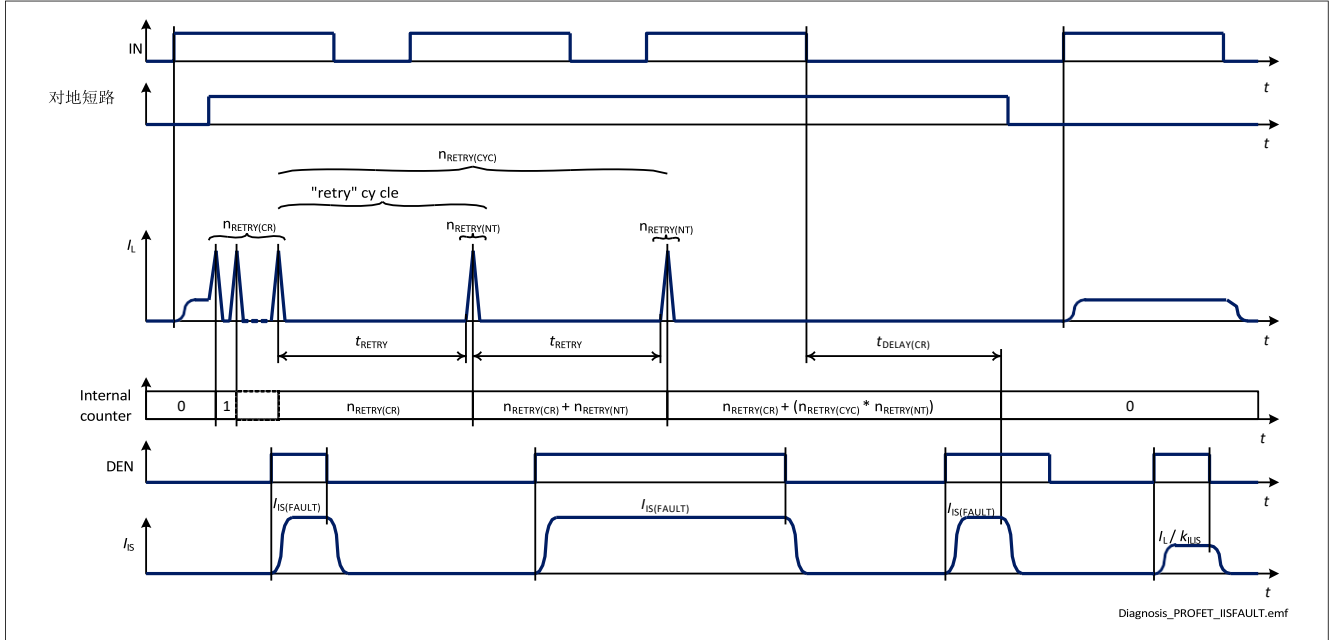 IN
t
对地短路
t
nRETRY(CYC)
"retry" cy cle
nRETRY(CR)
nRETRY(NT)
nRETRY(NT)
IL
tRETRY
tRETRY
tDELAY(CR)
t
Internal
counter
0
1
nRETRY(CR)
nRETRY(CR) + nRETRY(NT)
nRETRY(CR) + (nRETRY(CYC) * nRETRY(NT))
0
t
DEN
t
IIS(FAULT)
IIS(FAULT)
IIS(FAULT)
IL / kILIS
IIS
t
Diagnosis_PROFET_IISFAULT.emf